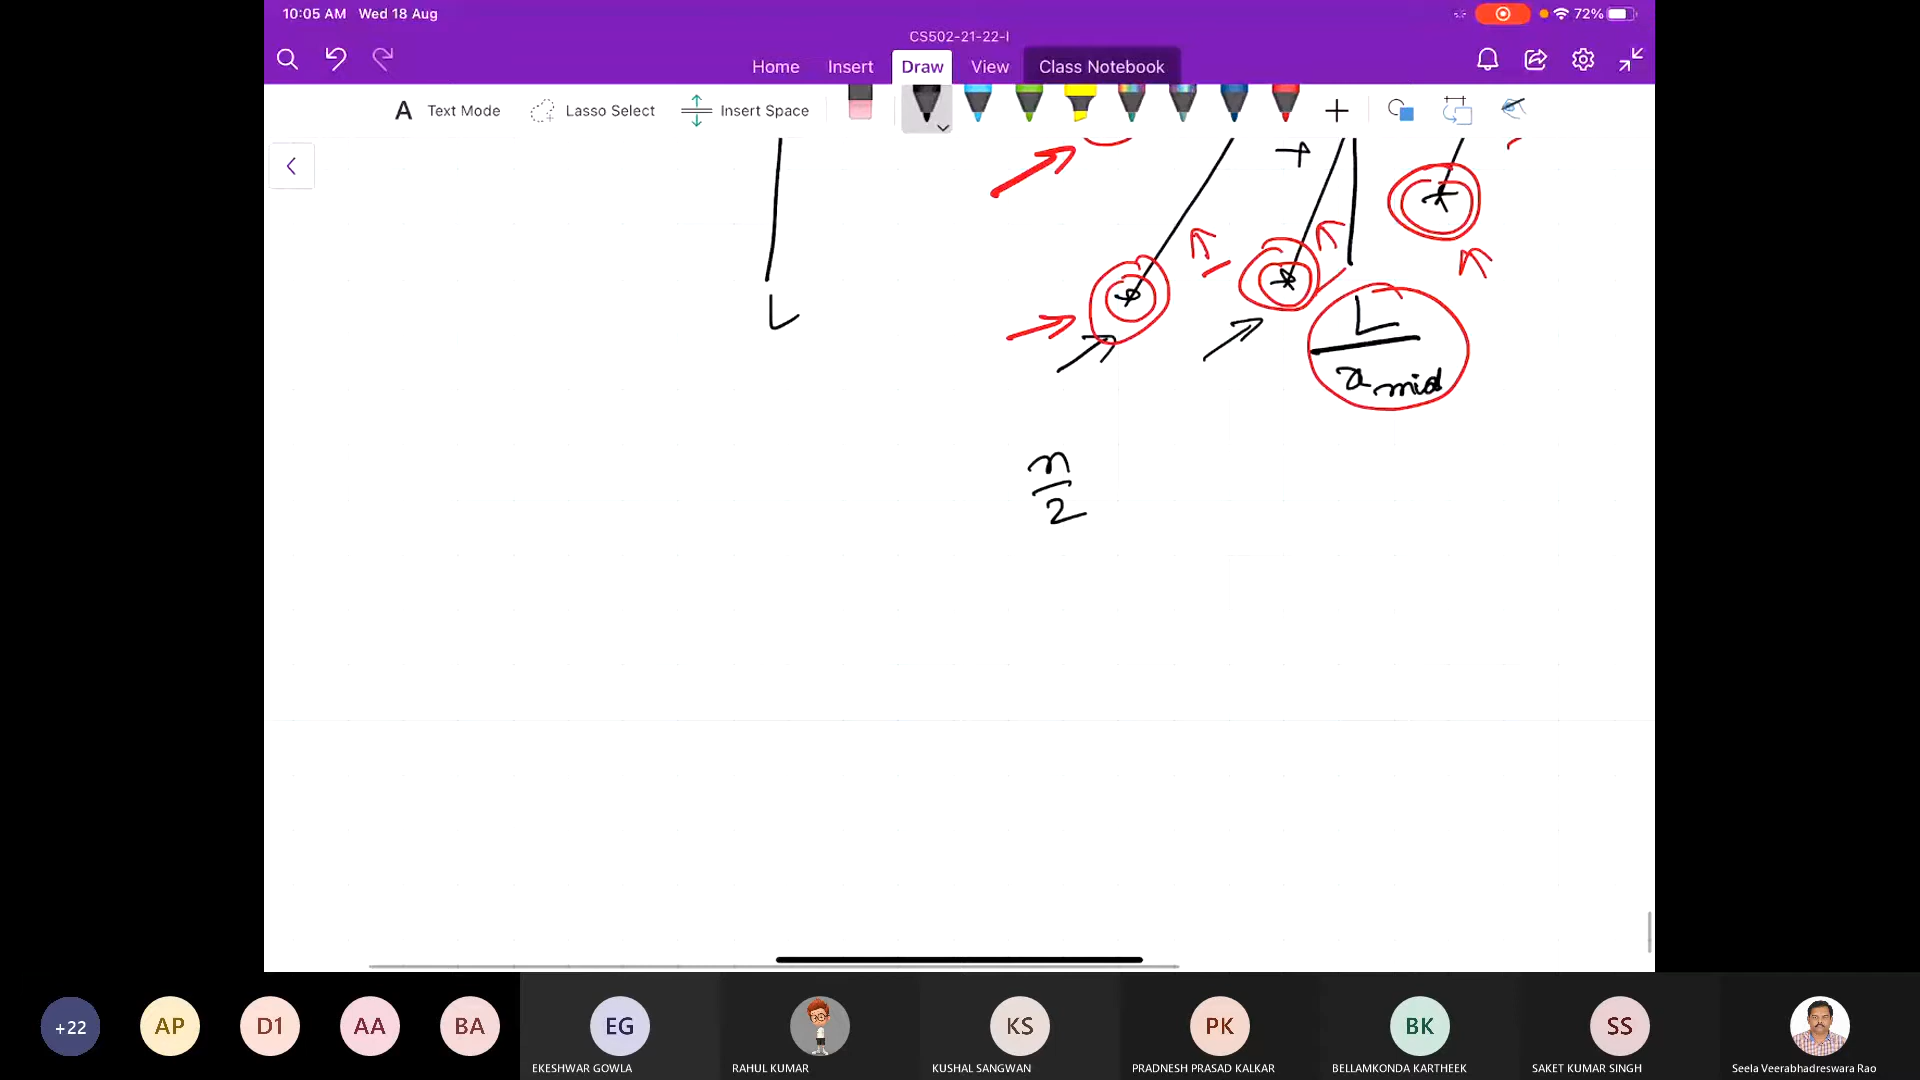 10:05 AM Wed 18 Aug
72%
CS502-21-22-I
Home Insert Draw View Class Notebook
A Text Mode Lasso Select Insert Space
L
L
x mid
n
2
+22 AP D1 AA BA EG KS PK BK SS
EKESHWAR GOWLA RAHUL KUMAR KUSHAL SANGWAN PRADNESH PRASAD KALKAR BELLAMKONDA KARTHEEK SAKET KUMAR SINGH Seela Veerabhadreswara Rao